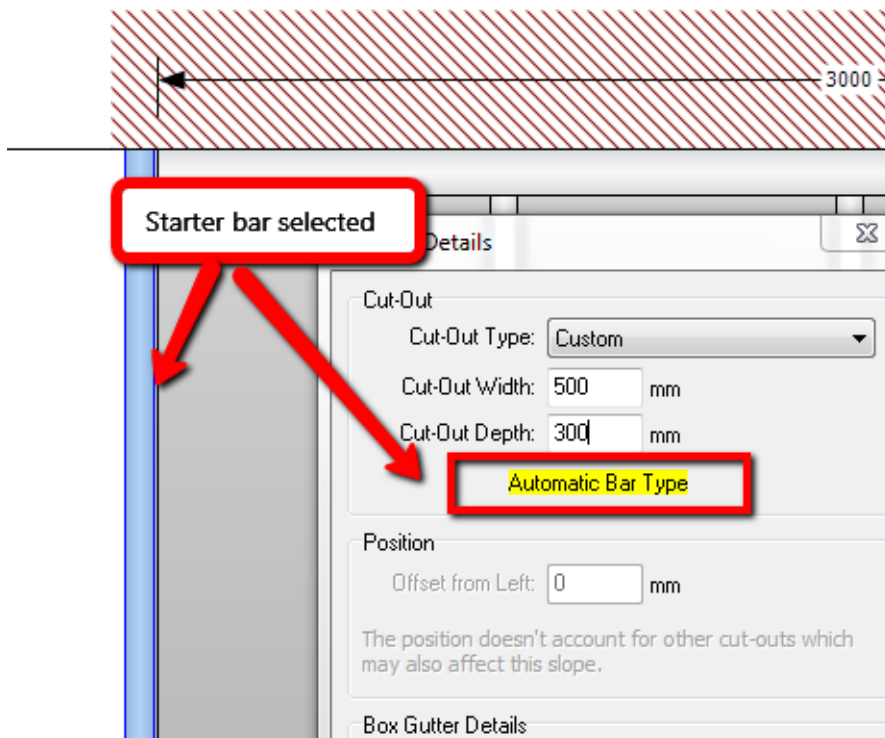 3000
Starter bar selected
Details
Cut-Out
Cut-Out Type: Custom
Cut-Out Width: 500 mm
Cut-Out Depth: 300 mm
Automatic Bar Type
Position
Offset from Left: 0 mm
The position doesn't account for other cut-outs which
may also affect this slope.
Box Gutter Details